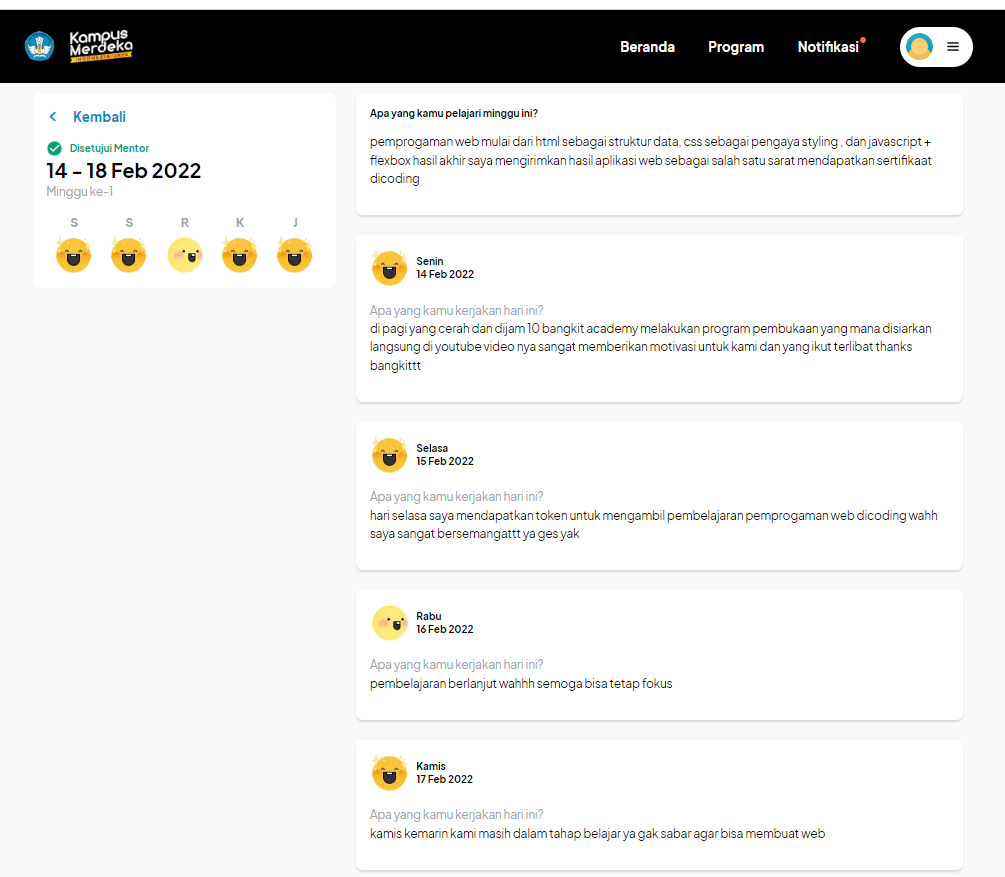 Kampus
Merdeka
INDONESIA JAYA
Beranda
Program
Notifikasi
Kembali
Disetujui Mentor
14 – 18 Feb 2022
Minggu ke-1
S S R K J
Apa yang kamu pelajari minggu ini?
pemprogaman web mulai dari html sebagai struktur data, css sebagai pengaya styling , dan javascript +
flexbox hasil akhir saya mengirimkan hasil aplikasi web sebagai salah satu sarat mendapatkan sertifikaat
dicoding
Senin
14 Feb 2022
Apa yang kamu kerjakan hari ini?
di pagi yang cerah dan dijam 10 bangkit academy melakukan program pembukaan yang mana disiarkan
langsung di youtube video nya sangat memberikan motivasi untuk kami dan yang ikut terlibat thanks
bangkittt
Selasa
15 Feb 2022
Apa yang kamu kerjakan hari ini?
hari selasa saya mendapatkan token untuk mengambil pembelajaran pemprogaman web dicoding wahh
saya sangat bersemangattt ya ges yak
Rabu
16 Feb 2022
Apa yang kamu kerjakan hari ini?
pembelajaran berlanjut wahhh semoga bisa tetap fokus
Kamis
17 Feb 2022
Apa yang kamu kerjakan hari ini?
kamis kemarin kami masih dalam tahap belajar ya gak sabar agar bisa membuat web